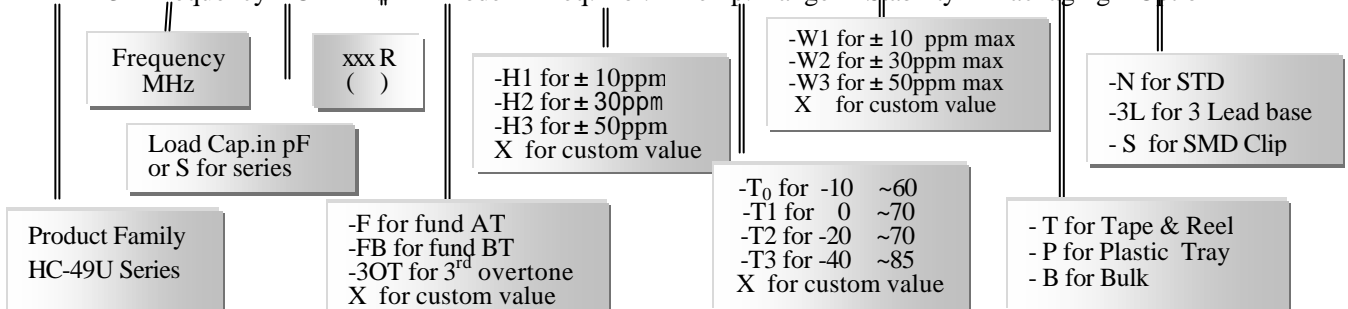 Frequency
MHz
xxx R
( )
Load Cap.in pF
or S for series
Product Family
HC-49U Series
-F for fund AT
-FB for fund BT
-3OT for 3rd overtone
X for custom value
-H1 for ± 10ppm
-H2 for ± 30ppm
-H3 for ± 50ppm
X for custom value
-T0 for -10 ~60
-T1 for 0 ~70
-T2 for -20 ~70
-T3 for -40 ~85
X for custom value
-W1 for ± 10 ppm max
-W2 for ± 30ppm max
-W3 for ± 50ppm max
X for custom value
-N for STD
-3L for 3 Lead base
- S for SMD Clip
- T for Tape & Reel
- P for Plastic Tray
- B for Bulk